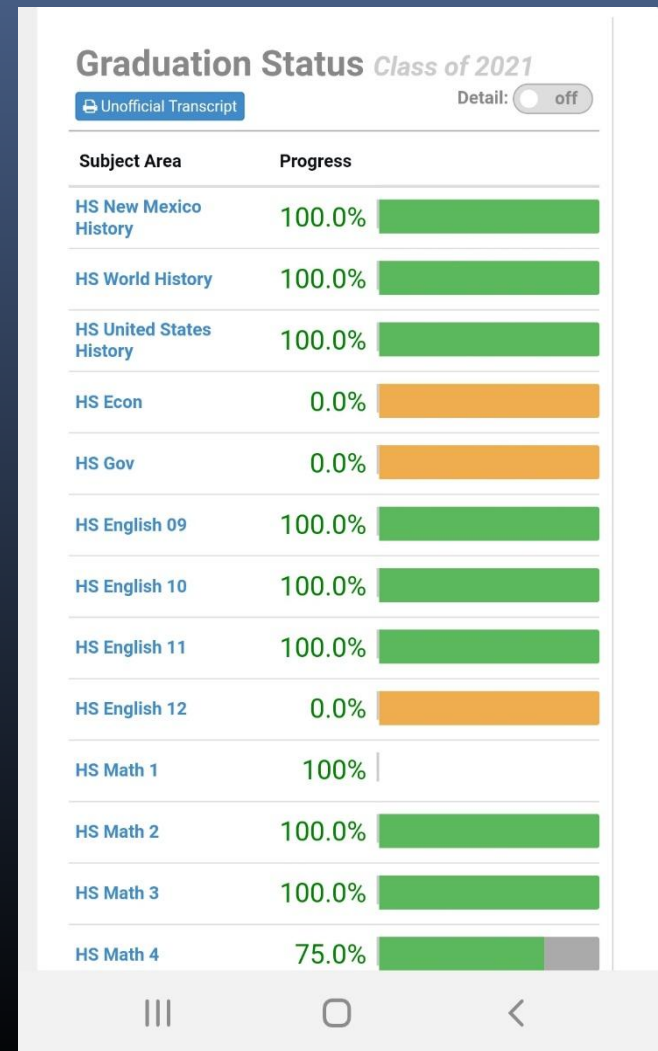 Graduation Status Class of 2021
Unofficial Transcript
Detail: off
Subject Area Progress
HS New Mexico
History
100.0%
HS World History 100.0%
HS United States
History
100.0%
HS Econ 0.0%
HS Gov 0.0%
HS English 09 100.0%
HS English 10 100.0%
HS English 11 100.0%
HS English 12 0.0%
HS Math 1 100%
HS Math 2 100.0%
HS Math 3 100.0%
HS Math 4 75.0%